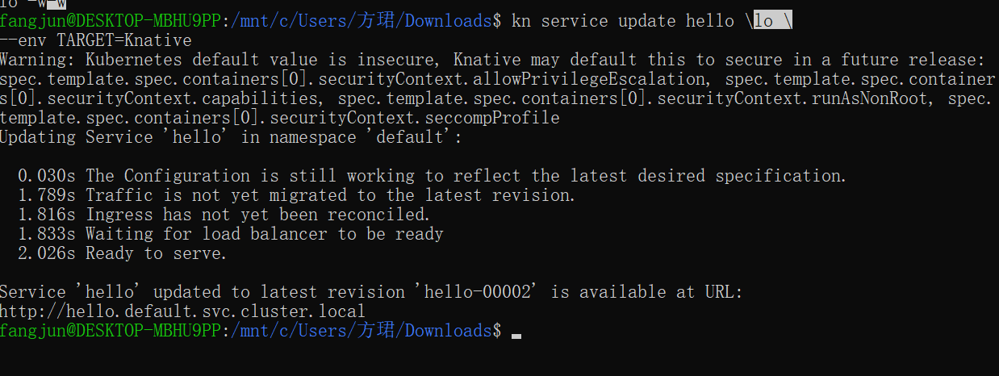 lo -w-w
fangjun@DESKTOP-MBHU9PP:/mnt/c/Users/方珺/Downloads$ kn service update hello \lo \
--env TARGET=Knative
Warning: Kubernetes default value is insecure, Knative may default this to secure in a future release:
spec.template.spec.containers[0].securityContext.allowPrivilegeEscalation, spec.template.spec.container
s[0].securityContext.capabilities, spec.template.spec.containers[0].securityContext.runAsNonRoot, spec.
template.spec.containers[0].securityContext.seccompProfile
Updating Service 'hello' in namespace 'default':
0.030s The Configuration is still working to reflect the latest desired specification.
1.789s Traffic is not yet migrated to the latest revision.
1.816s Ingress has not yet been reconciled.
1.833s Waiting for load balancer to be ready
2.026s Ready to serve.
Service 'hello' updated to latest revision 'hello-00002' is available at URL:
http://hello.default.svc.cluster.local
fangjun@DESKTOP-MBHU9PP:/mnt/c/Users/方珺/Downloads$